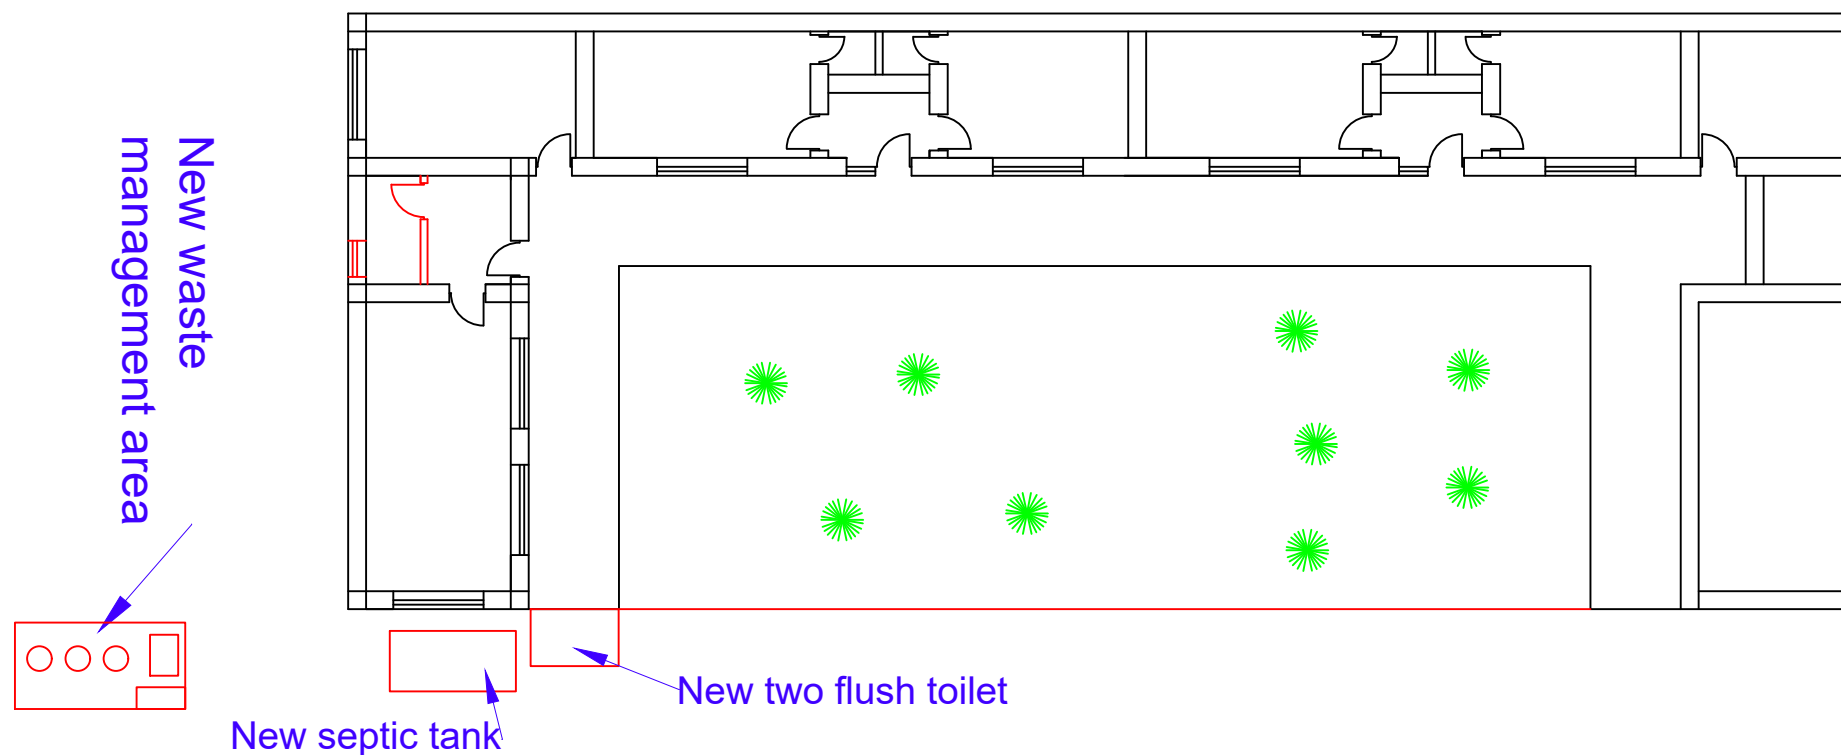 New waste
management area
New two flush toilet
New septic tank